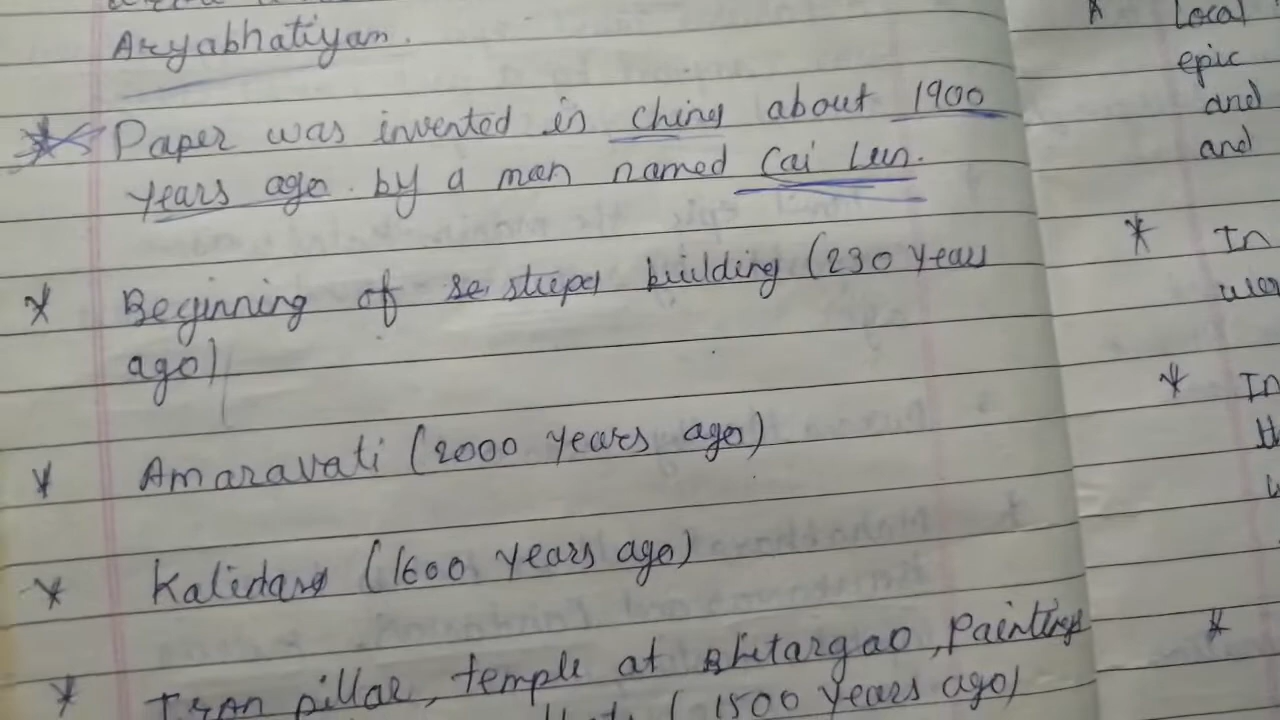 Aryabhatiyam.
Paper was invented in China about 1900
years ago. by a man named Cai Lun.
Beginning of stupa building (230 years
ago)
Amaravati (2000 years ago)
Kalidasa (1600 years ago)
Iron pillar, temple at Bhitargao, Paintings
(1500 years ago)
Local
epic
and
and
In
In